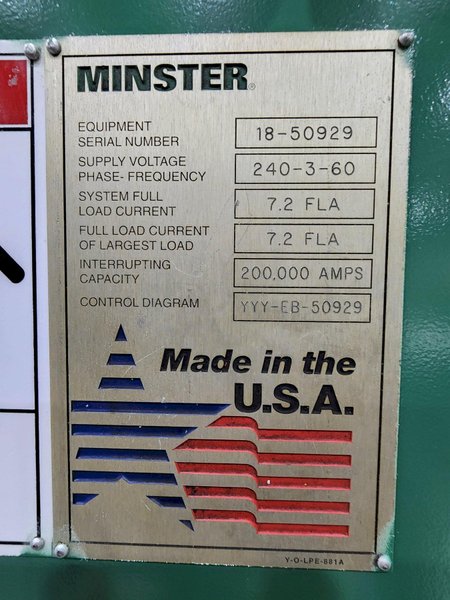 MINSTER®
EQUIPMENT
SERIAL NUMBER 18-50929
SUPPLY VOLTAGE
PHASE- FREQUENCY 240-3-60
SYSTEM FULL
LOAD CURRENT 7.2 FLA
FULL LOAD CURRENT
OF LARGEST LOAD 7.2 FLA
INTERRUPTING
CAPACITY 200,000 AMPS
CONTROL DIAGRAM YYY-EB-50929
Made in the
U.S.A.
Y-O-LPE-881A